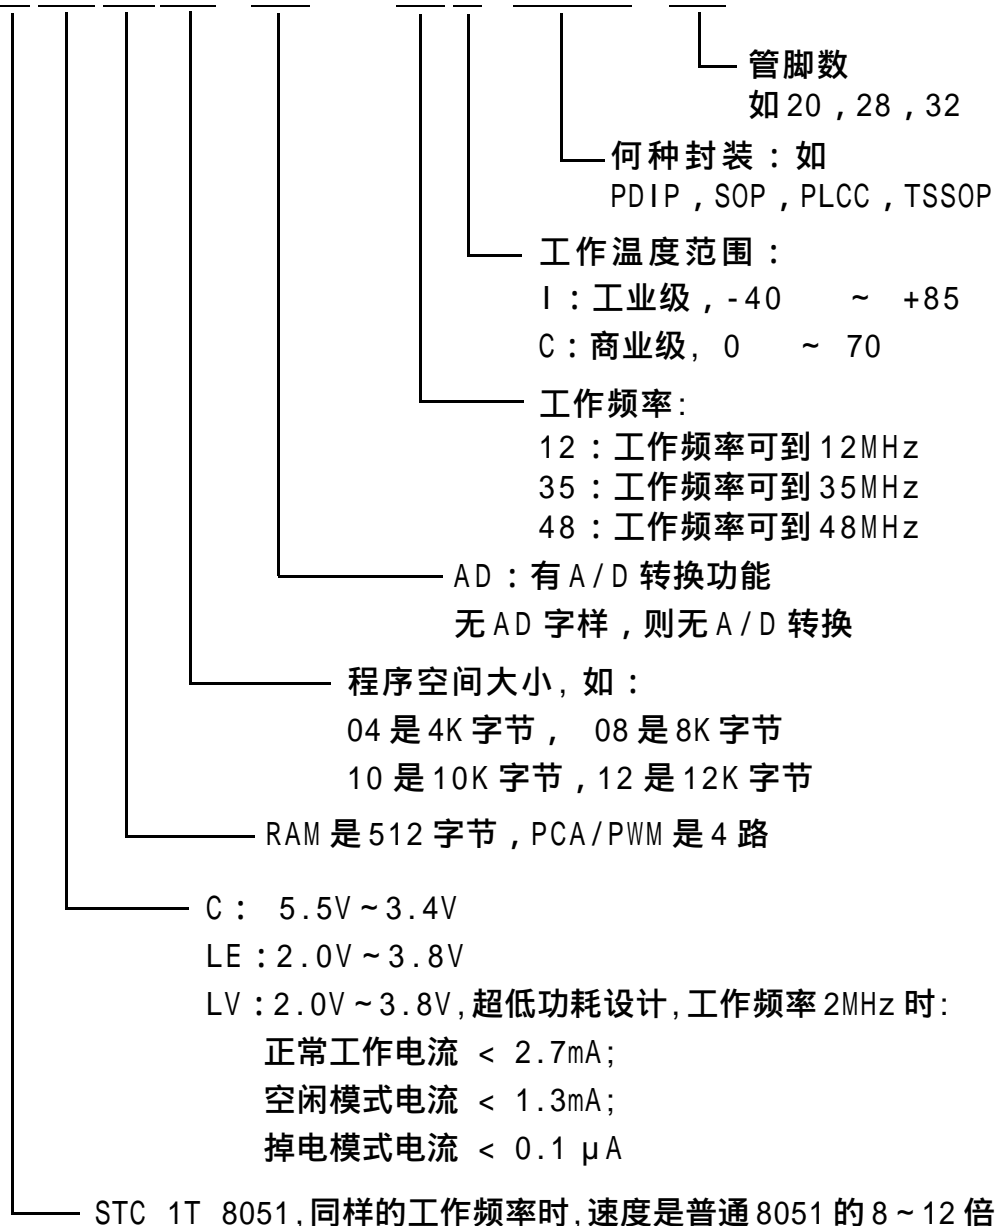 管脚数
如20，28，32
何种封装：如
PDIP，SOP，PLCC，TSSOP
工作温度范围：
I：工业级，-40 ~ +85
C：商业级, 0 ~ 70
工作频率:
12：工作频率可到12MHz
35：工作频率可到35MHz
48：工作频率可到48MHz
AD：有A/D转换功能
无AD字样，则无A/D转换
程序空间大小, 如：
04是4K字节， 08是8K字节
10是10K字节，12是12K字节
RAM是512字节，PCA/PWM是4路
C： 5.5V~3.4V
LE：2.0V~3.8V
LV：2.0V~3.8V,超低功耗设计,工作频率2MHz时:
正常工作电流 < 2.7mA;
空闲模式电流 < 1.3mA;
掉电模式电流 < 0.1 μA
STC 1T 8051,同样的工作频率时,速度是普通8051的8~12倍